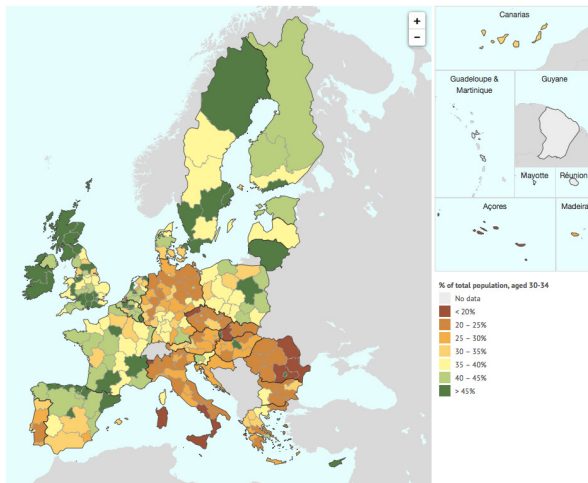 +
−
Canarias
Guadeloupe &
Martinique
Guyane
Mayotte
Réunion
Açores
Madeira
% of total population, aged 30-34
No data
< 20%
20 – 25%
25 – 30%
30 – 35%
35 – 40%
40 – 45%
> 45%